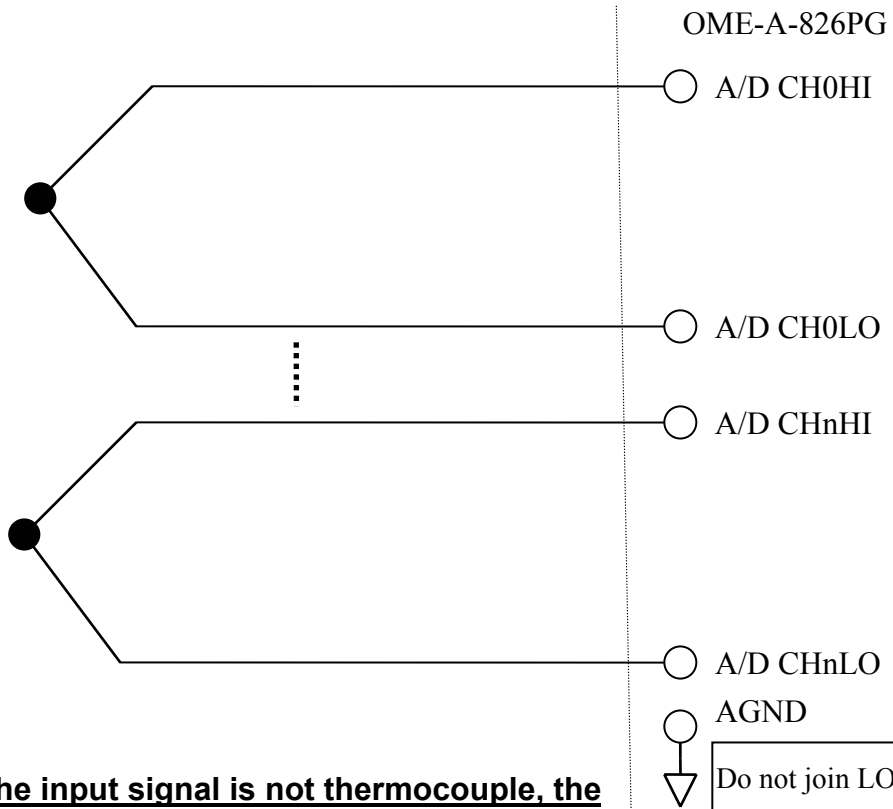 OME-A-826PG
A/D CH0HI
A/D CH0LO
A/D CHnHI
A/D CHnLO
AGND
Do not join LO
he input signal is not thermocouple, the